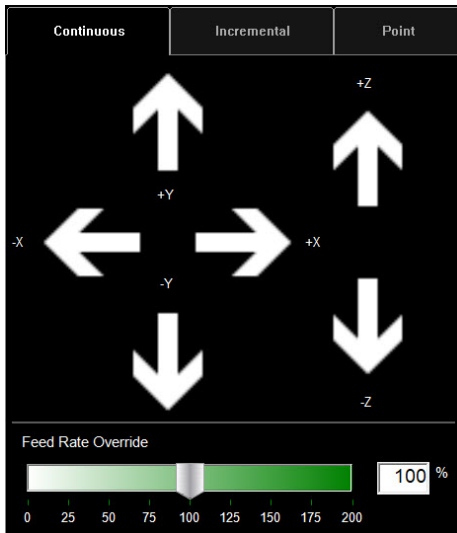 Continuous Incremental Point
+Z
+Y
-X +X
-Y
-Z
Feed Rate Override
100 %
0 25 50 75 100 125 150 175 200